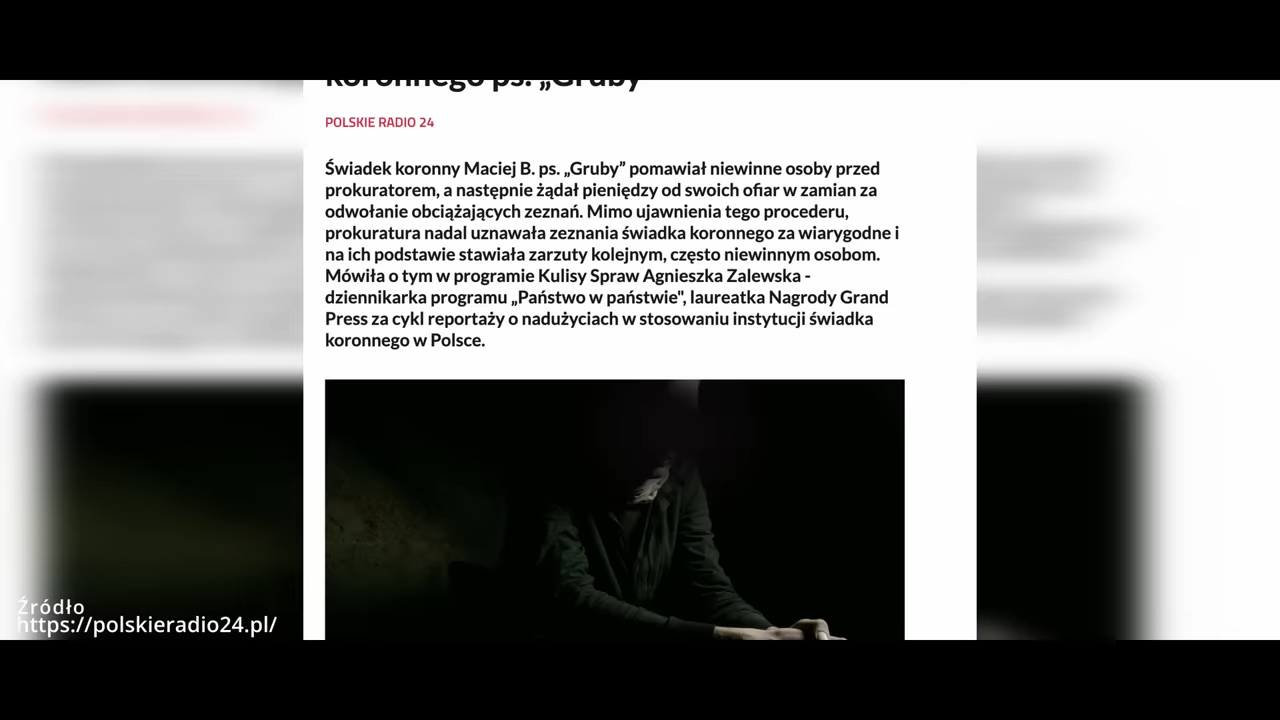 koronnego ps. „Gruby”
POLSKIE RADIO 24
Świadek koronny Maciej B. ps. „Gruby” pomawiał niewinne osoby przed
prokuratorem, a następnie żądał pieniędzy od swoich ofiar w zamian za
odwołanie obciążających zeznań. Mimo ujawnienia tego procederu,
prokuratura nadal uznawała zeznania świadka koronnego za wiarygodne i
na ich podstawie stawiała zarzuty kolejnym, często niewinnym osobom.
Mówiła o tym w programie Kulisy Spraw Agnieszka Zalewska -
dziennikarka programu „Państwo w państwie", laureatka Nagrody Grand
Press za cykl reportaży o nadużyciach w stosowaniu instytucji świadka
koronnego w Polsce.
Źródło
https://polskieradio24.pl/